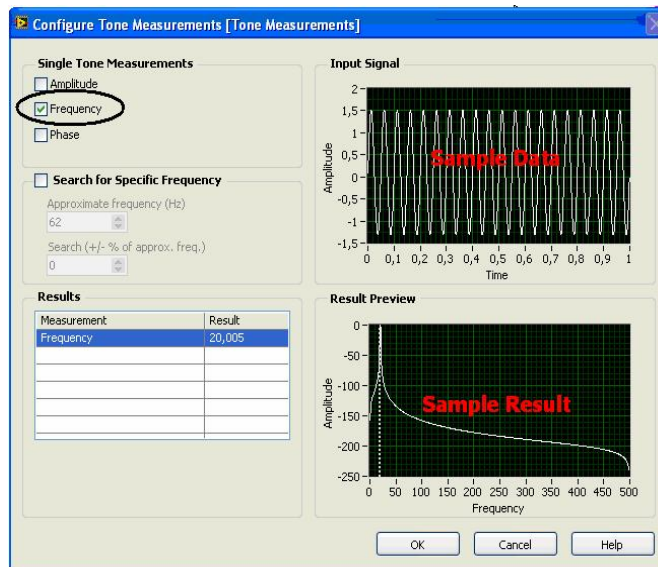 Configure Tone Measurements [Tone Measurements]
Single Tone Measurements
Amplitude
Frequency
Phase
Search for Specific Frequency
Approximate frequency (Hz)
62
Search (+/- % of approx. freq.)
0
Results
Measurement Result
Frequency 20,005
Input Signal
2
1,5
1
0,5
0
-0,5
-1
-1,5
Amplitude
Sample Data
0 0,1 0,2 0,3 0,4 0,5 0,6 0,7 0,8 0,9 1
Time
Result Preview
0
-50
-100
-150
-200
-250
Amplitude
Sample Result
0 50 100 150 200 250 300 350 400 450 500
Frequency
OK Cancel Help